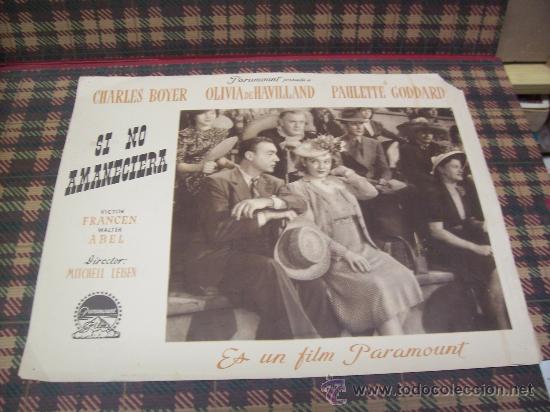 Paramount presenta a
CHARLES BOYER OLIVIA DE HAVILLAND PAULETTE GODDARD
SI NO
AMANECIERA
VICTOR
FRANCEN
WALTER
ABEL
Director:
MITCHELL LEISEN
Paramount
Es un film Paramount
www.todocoleccion.net